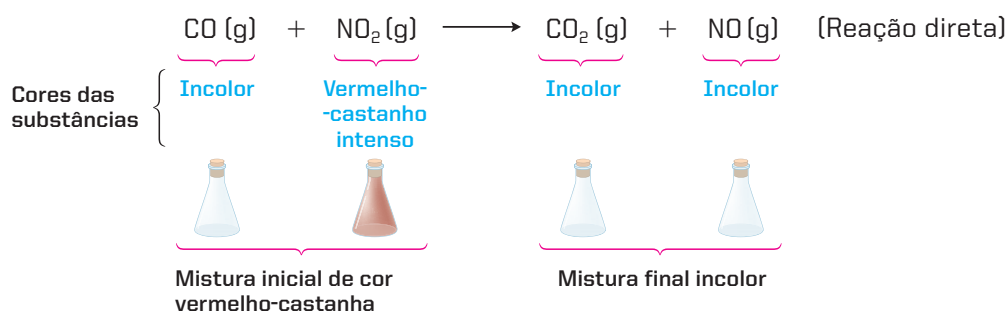 CO (g) + NO₂ (g) ⟶ CO₂ (g) + NO (g) (Reação direta)
Cores das
substâncias
Incolor
Vermelho-
-castanho
intenso
Incolor
Incolor
Mistura inicial de cor
vermelho-castanha
Mistura final incolor